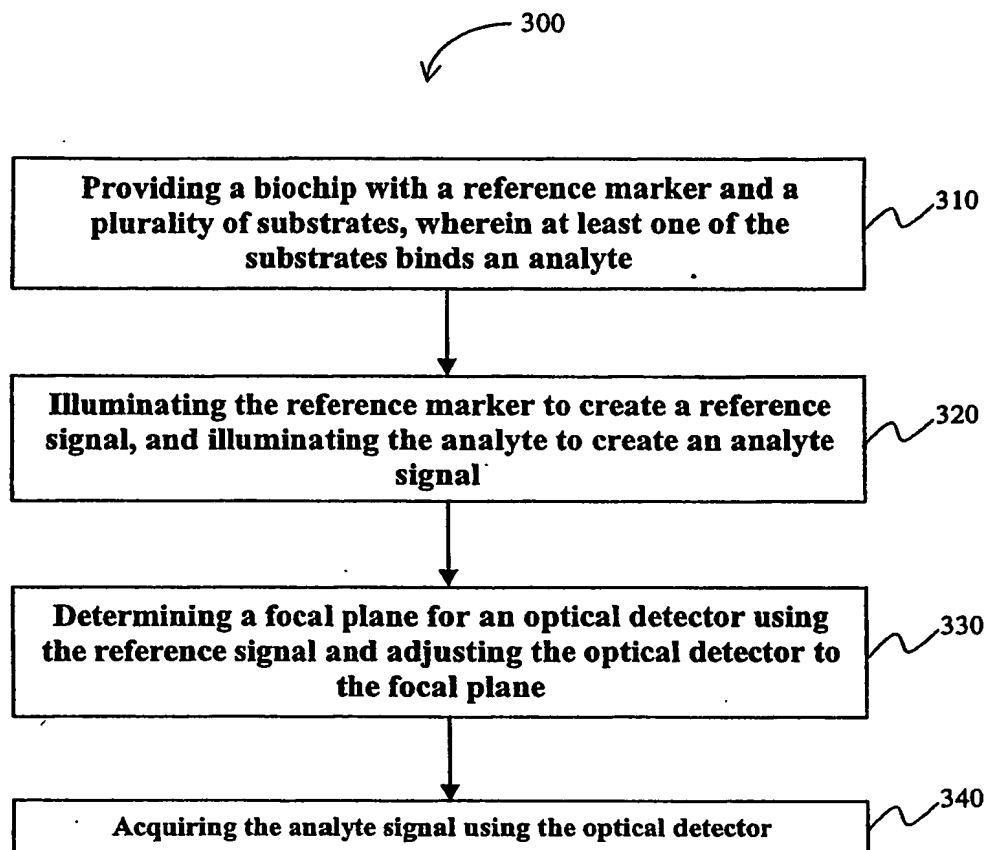 300
Providing a biochip with a reference marker and a
plurality of substrates, wherein at least one of the
substrates binds an analyte
310
Illuminating the reference marker to create a reference
signal, and illuminating the analyte to create an analyte
signal
320
Determining a focal plane for an optical detector using
the reference signal and adjusting the optical detector to
the focal plane
330
Acquiring the analyte signal using the optical detector
340